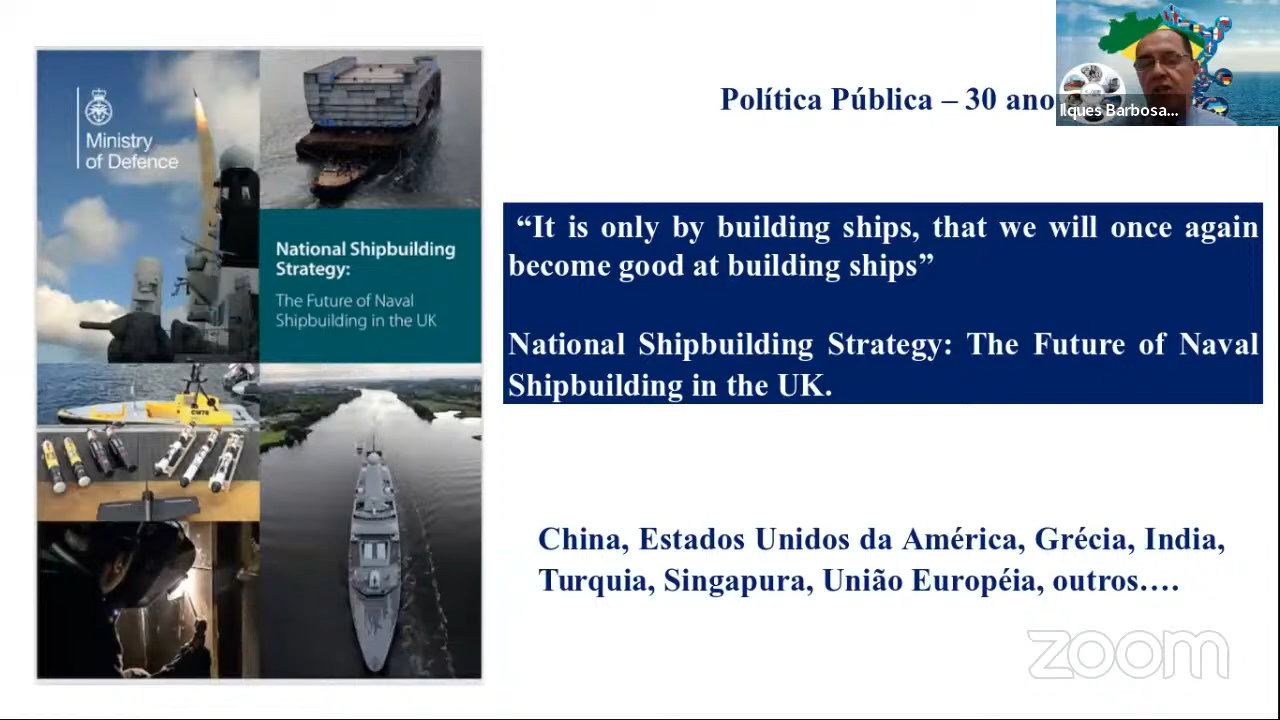 Ministry
of Defence
National Shipbuilding
Strategy:
The Future of Naval
Shipbuilding in the UK
Política Pública – 30 ano
Ilques Barbosa...
“It is only by building ships, that we will once again
become good at building ships”
National Shipbuilding Strategy: The Future of Naval
Shipbuilding in the UK.
China, Estados Unidos da América, Grécia, India,
Turquia, Singapura, União Européia, outros….
zoom